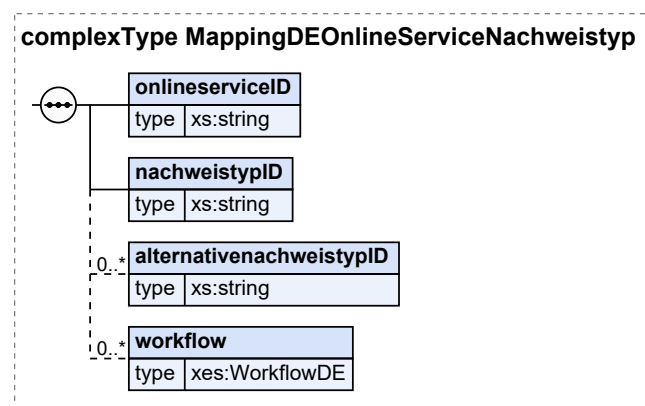 complexType MappingDEOnlineServiceNachweistyp
onlineserviceID
type xs:string
nachweistypID
type xs:string
0..* alternativenachweistypID
type xs:string
0..* workflow
type xes:WorkflowDE